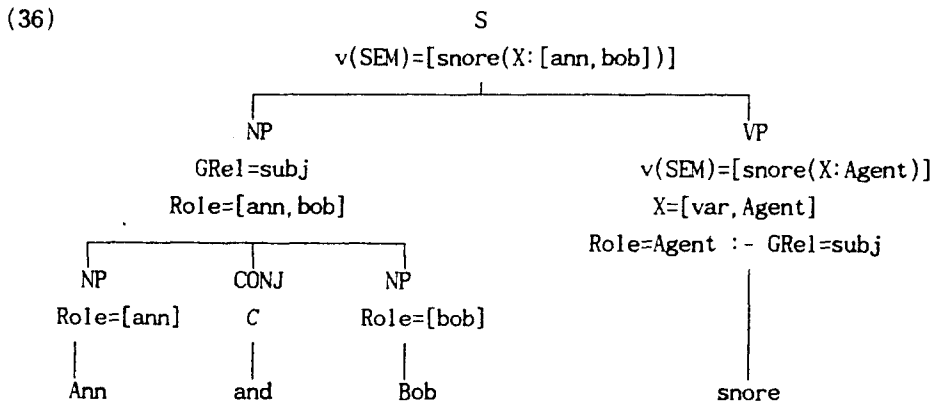 (36) S
v(SEM)=[snore(X:[ann,bob])]
NP VP
GRel=subj v(SEM)=[snore(X:Agent)]
Role=[ann,bob] X=[var,Agent]
Role=Agent :- GRel=subj
NP CONJ NP
Role=[ann] C Role=[bob]
Ann and Bob snore